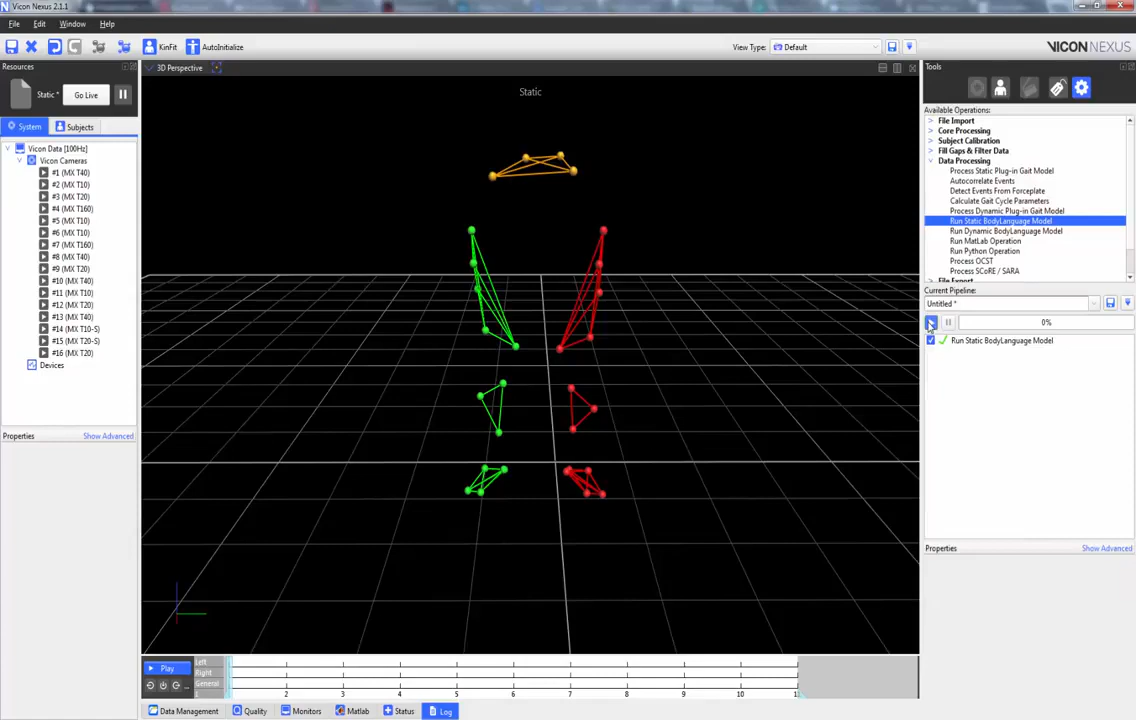 Vicon Nexus 2.1.1
File Edit Window Help
KinFit AutoInitialize View Type: Default VICON NEXUS
Resources
3D Perspective
Tools
Static * Go Live
Static
System Subjects
Vicon Data [100Hz]
Vicon Cameras
#1 (MX T40)
#2 (MX T10)
#3 (MX T20)
#4 (MX T160)
#5 (MX T10)
#6 (MX T10)
#7 (MX T160)
#8 (MX T40)
#9 (MX T20)
#10 (MX T40)
#11 (MX T10)
#12 (MX T20)
#13 (MX T40)
#14 (MX T10-S)
#15 (MX T20-S)
#16 (MX T20)
Devices
Properties Show Advanced
Available Operations:
File Import
Core Processing
Subject Calibration
Fill Gaps & Filter Data
Data Processing
Process Static Plug-in Gait Model
Autocorrelate Events
Detect Events From Forceplate
Calculate Gait Cycle Parameters
Process Dynamic Plug-in Gait Model
Run Static BodyLanguage Model
Run Dynamic BodyLanguage Model
Run MatLab Operation
Run Python Operation
Process OCST
Process SCoRE / SARA
File Export
Current Pipeline:
Untitled *
0%
Run Static BodyLanguage Model
Properties Show Advanced
Play
Left
Right
General
1 2 3 4 5 6 7 8 9 10 11
Data Management Quality Monitors Matlab Status Log